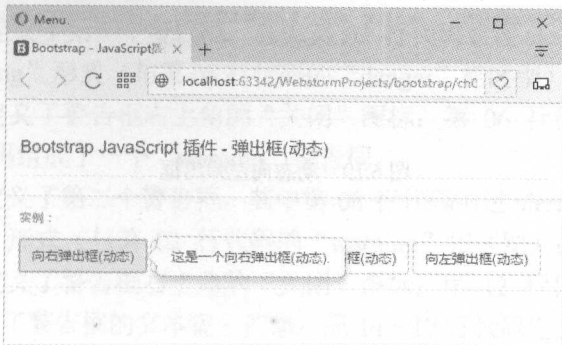 Menu
Bootstrap - JavaScript插
localhost:63342/WebstormProjects/bootstrap/ch0
Bootstrap JavaScript 插件 - 弹出框(动态)
实例：
向右弹出框(动态) 这是一个向右弹出框(动态). 框(动态) 向左弹出框(动态)